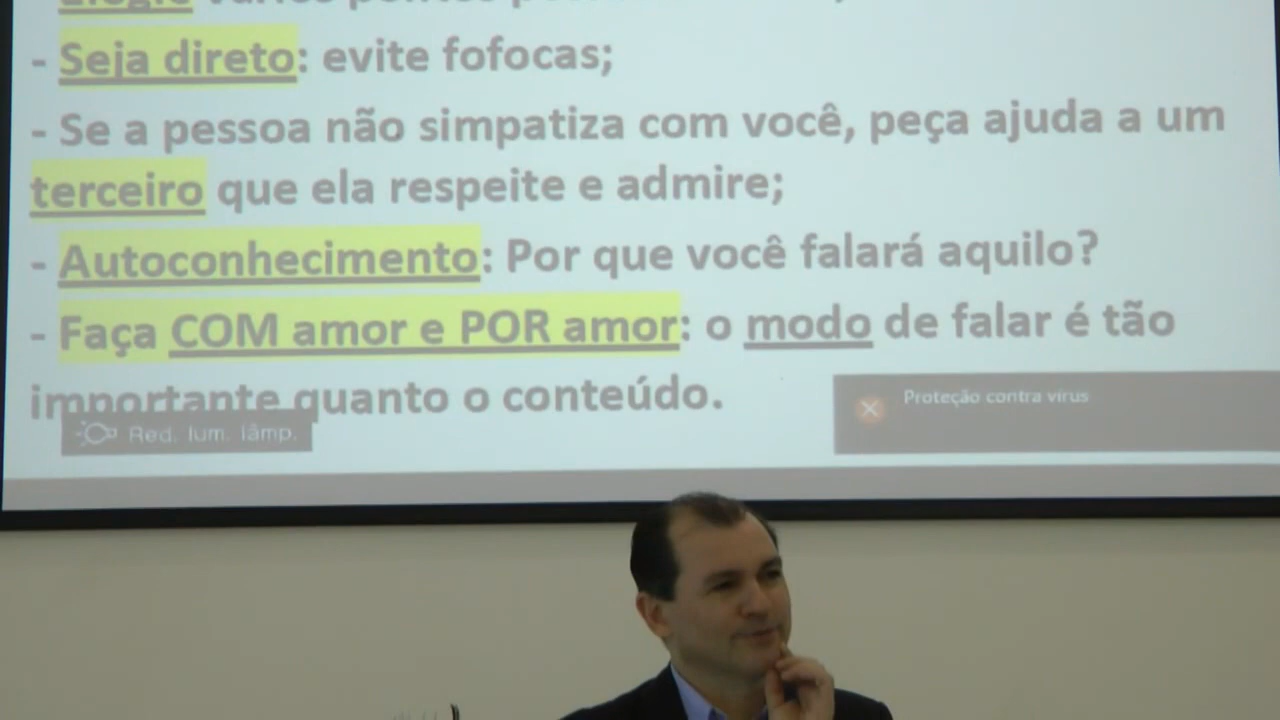 - Seja direto: evite fofocas;
- Se a pessoa não simpatiza com você, peça ajuda a um
terceiro que ela respeite e admire;
- Autoconhecimento: Por que você falará aquilo?
- Faça COM amor e POR amor: o modo de falar é tão
importante quanto o conteúdo.
Proteção contra vírus
Red. lum. lâmp.